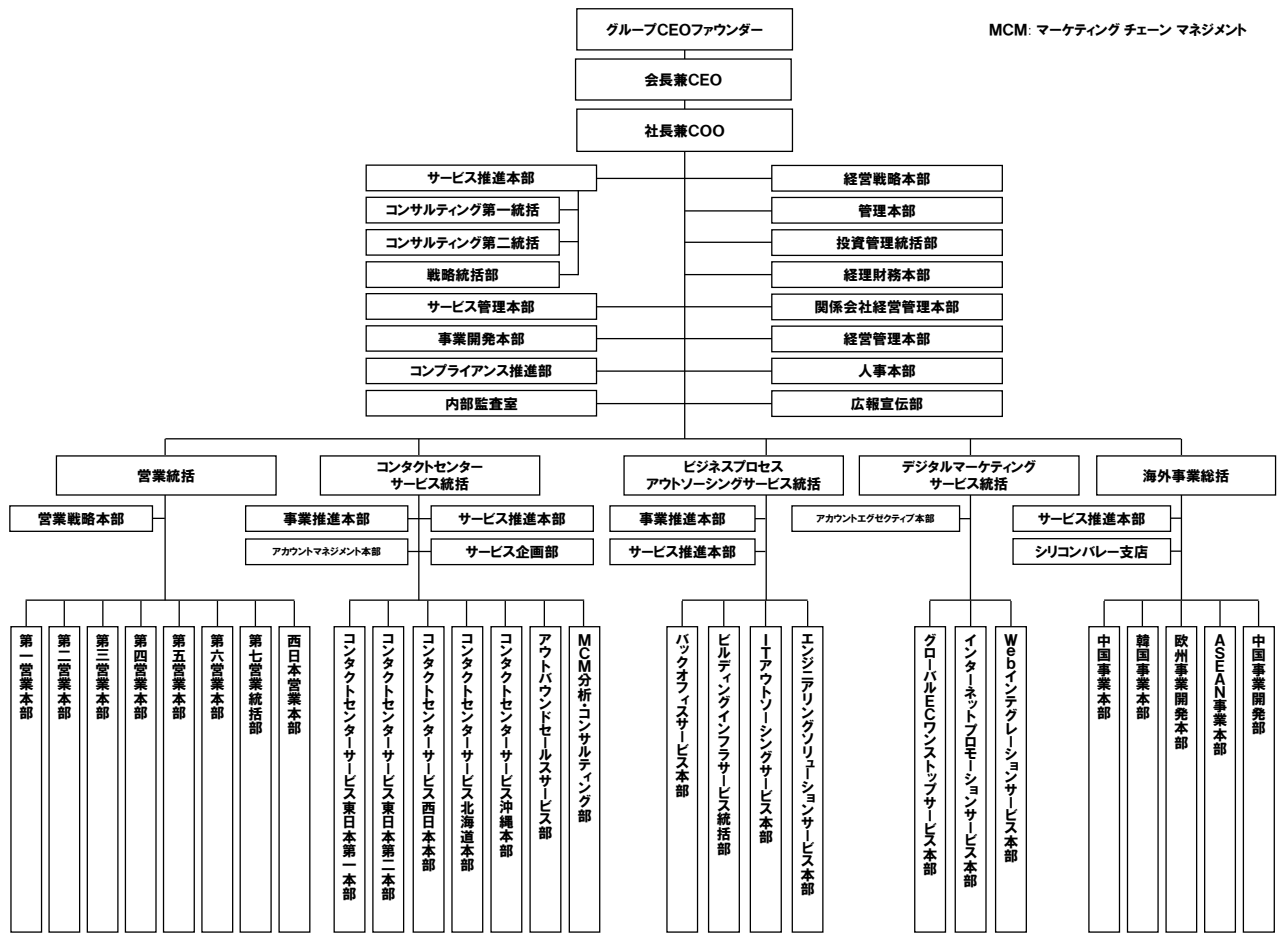 グループCEOファウンダー
MCM: マーケティング チェーン マネジメント
会長兼CEO
社長兼COO
サービス推進本部
経営戦略本部
コンサルティング第一統括
管理本部
コンサルティング第二統括
投資管理統括部
戦略統括部
経理財務本部
サービス管理本部
関係会社経営管理本部
事業開発本部
経営管理本部
コンプライアンス推進部
人事本部
内部監査室
広報宣伝部
営業統括
コンタクトセンター
サービス統括
ビジネスプロセス
アウトソーシングサービス統括
デジタルマーケティング
サービス統括
海外事業総括
営業戦略本部
事業推進本部
サービス推進本部
事業推進本部
アカウントエグゼクティブ本部
サービス推進本部
アカウントマネジメント本部
サービス企画部
サービス推進本部
シリコンバレー支店
第一営業本部
第二営業本部
第三営業本部
第四営業本部
第五営業本部
第六営業本部
第七営業統括部
西日本営業本部
コンタクトセンターサービス東日本第一本部
コンタクトセンターサービス東日本第二本部
コンタクトセンターサービス西日本本部
コンタクトセンターサービス北海道本部
コンタクトセンターサービス沖縄本部
アウトバウンドセールスサービス部
MCM分析・コンサルティング部
バックオフィスサービス本部
ビルディングインフラサービス統括部
ITアウトソーシングサービス本部
エンジニアリングソリューションサービス本部
グローバルECワンストップサービス本部
インターネットプロモーションサービス本部
Webインテグレーションサービス本部
中国事業本部
韓国事業本部
欧州事業開発本部
ASEAN事業本部
中国事業開発部